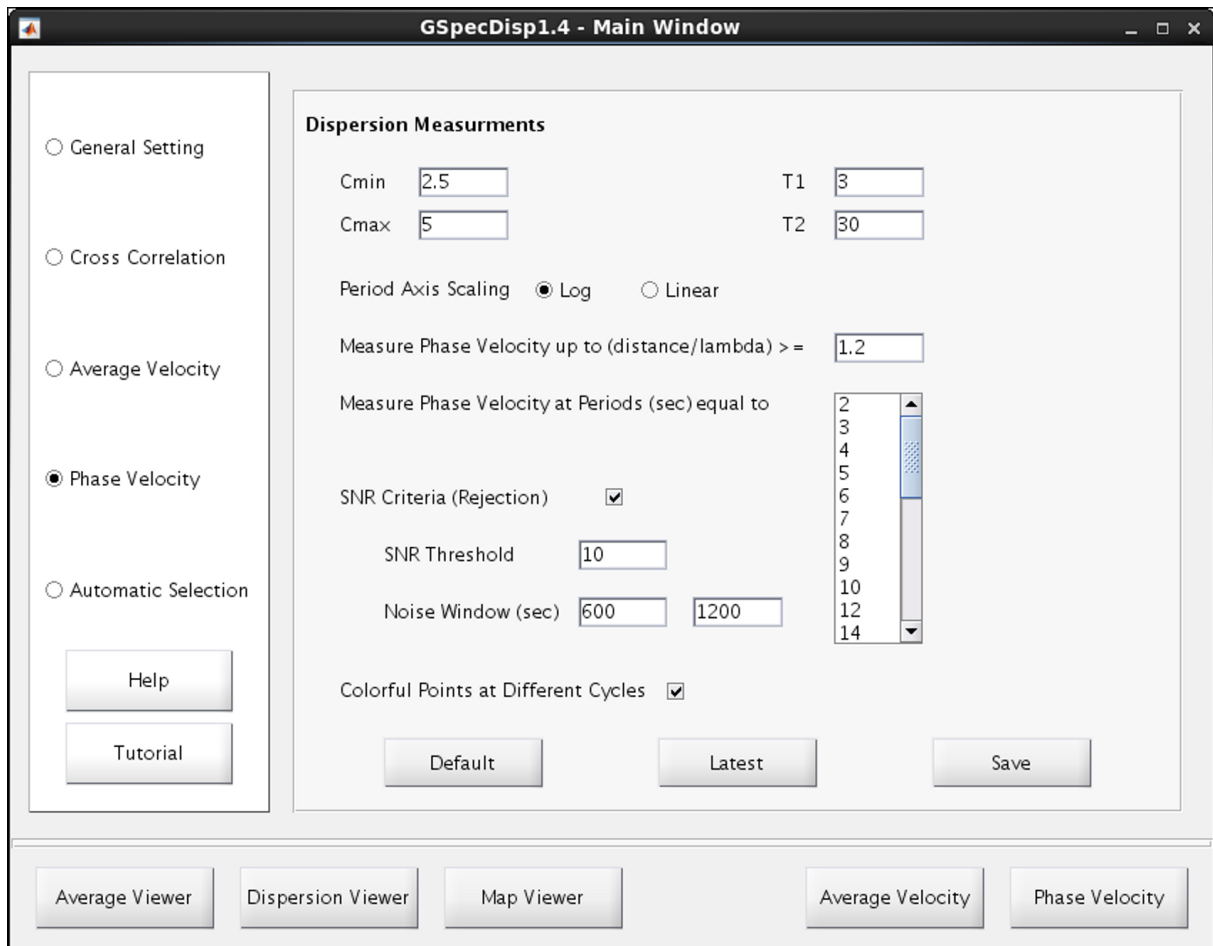 GSpecDisp1.4 - Main Window
General Setting
Cross Correlation
Average Velocity
Phase Velocity
Automatic Selection
Help
Tutorial
Dispersion Measurments
Cmin 2.5 T1 3
Cmax 5 T2 30
Period Axis Scaling Log Linear
Measure Phase Velocity up to (distance/lambda) >= 1.2
Measure Phase Velocity at Periods (sec) equal to
2
3
4
5
6
7
8
9
10
12
14
SNR Criteria (Rejection)
SNR Threshold 10
Noise Window (sec) 600 1200
Colorful Points at Different Cycles
Default Latest Save
Average Viewer Dispersion Viewer Map Viewer Average Velocity Phase Velocity